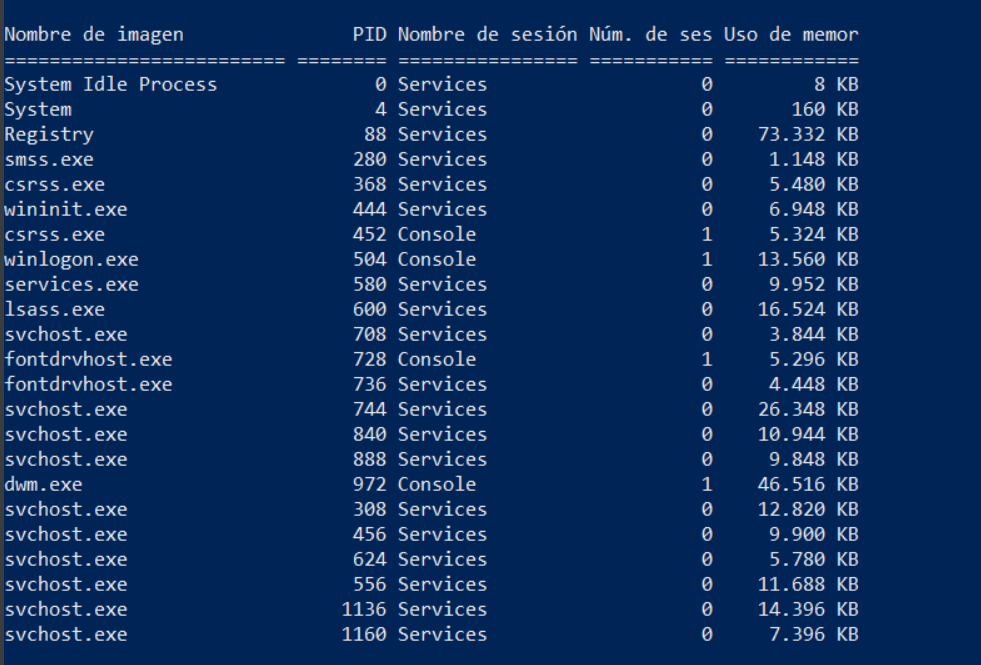 Nombre de imagen               PID Nombre de sesión Núm. de ses Uso de memor
========================= ======== ================ =========== ============
System Idle Process              0 Services                   0         8 KB
System                           4 Services                   0       160 KB
Registry                        88 Services                   0    73.332 KB
smss.exe                       280 Services                   0     1.148 KB
csrss.exe                      368 Services                   0     5.480 KB
wininit.exe                    444 Services                   0     6.948 KB
csrss.exe                      452 Console                    1     5.324 KB
winlogon.exe                   504 Console                    1    13.560 KB
services.exe                   580 Services                   0     9.952 KB
lsass.exe                      600 Services                   0    16.524 KB
svchost.exe                    708 Services                   0     3.844 KB
fontdrvhost.exe                728 Console                    1     5.296 KB
fontdrvhost.exe                736 Services                   0     4.448 KB
svchost.exe                    744 Services                   0    26.348 KB
svchost.exe                    840 Services                   0    10.944 KB
svchost.exe                    888 Services                   0     9.848 KB
dwm.exe                        972 Console                    1    46.516 KB
svchost.exe                    308 Services                   0    12.820 KB
svchost.exe                    456 Services                   0     9.900 KB
svchost.exe                    624 Services                   0     5.780 KB
svchost.exe                    556 Services                   0    11.688 KB
svchost.exe                   1136 Services                   0    14.396 KB
svchost.exe                   1160 Services                   0     7.396 KB